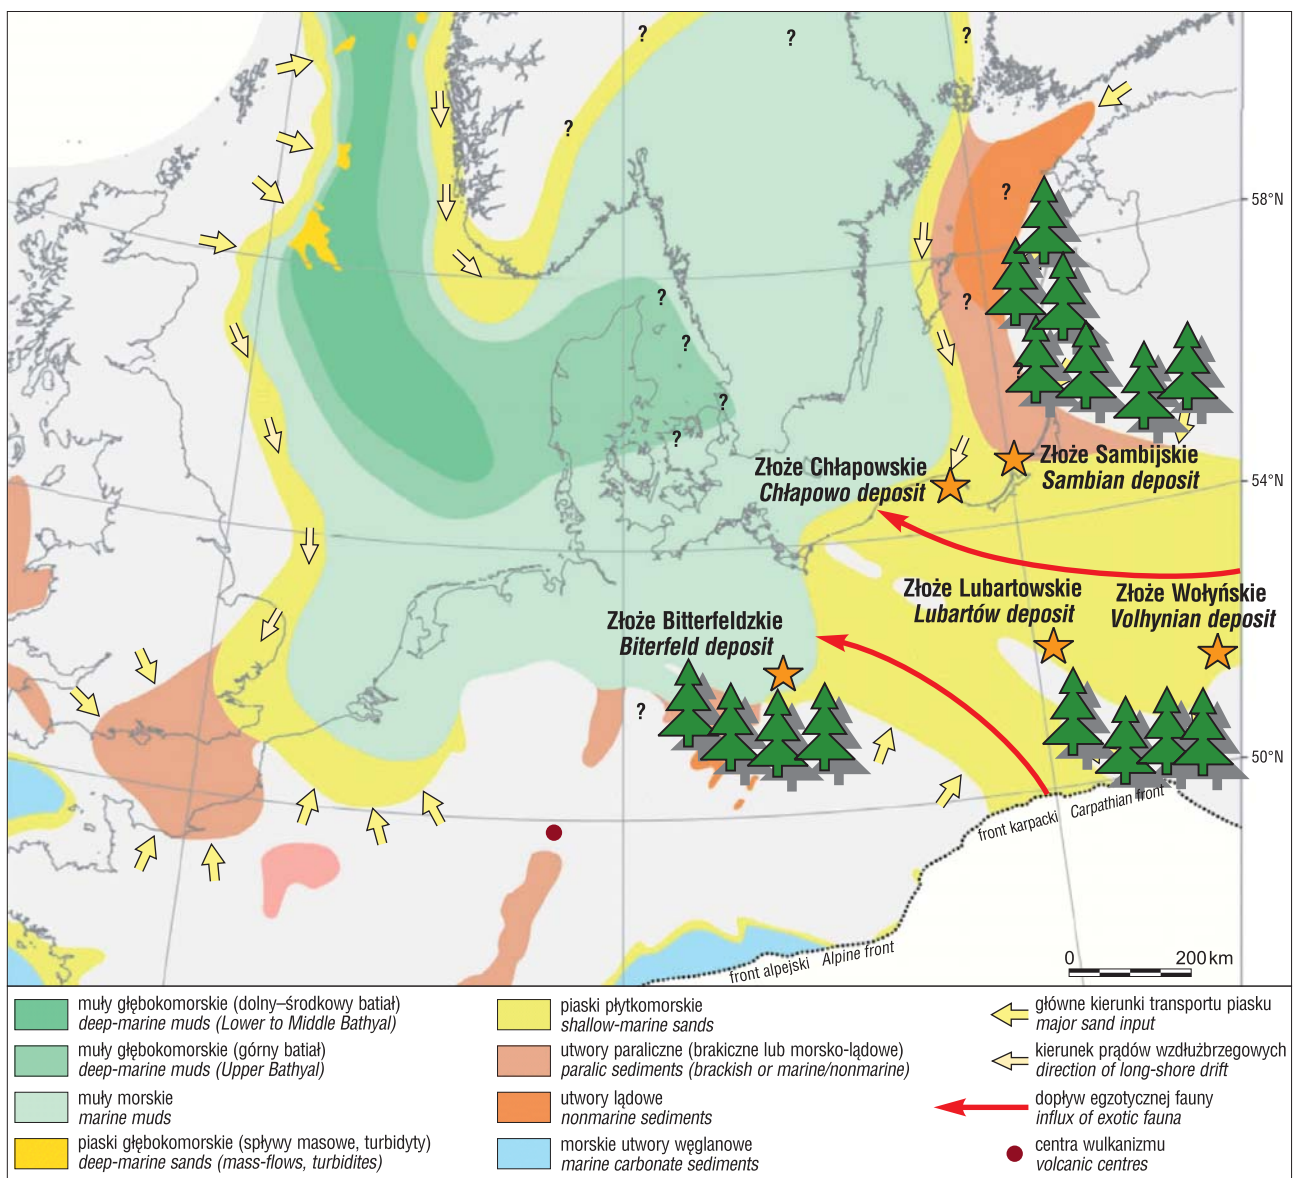 ?
?
?
?
?
58°N
?
?
?
?
?
?
Złoże Chłapowskie
Chłapowo deposit
Złoże Sambijskie
Sambian deposit
54°N
Złoże Lubartowskie
Lubartów deposit
Złoże Wołyńskie
Volhynian deposit
Złoże Bitterfeldzkie
Biterfeld deposit
?
50°N
front karpacki Carpathian front
front alpejski Alpine front
0 200 km
muły głębokomorskie (dolny–środkowy batiał)
deep-marine muds (Lower to Middle Bathyal)
muły głębokomorskie (górny batiał)
deep-marine muds (Upper Bathyal)
muły morskie
marine muds
piaski głębokomorskie (spływy masowe, turbidyty)
deep-marine sands (mass-flows, turbidites)
piaski płytkomorskie
shallow-marine sands
utwory paraliczne (brakiczne lub morsko-lądowe)
paralic sediments (brackish or marine/nonmarine)
utwory lądowe
nonmarine sediments
morskie utwory węglanowe
marine carbonate sediments
główne kierunki transportu piasku
major sand input
kierunek prądów wzdłużbrzegowych
direction of long-shore drift
dopływ egzotycznej fauny
influx of exotic fauna
centra wulkanizmu
volcanic centres